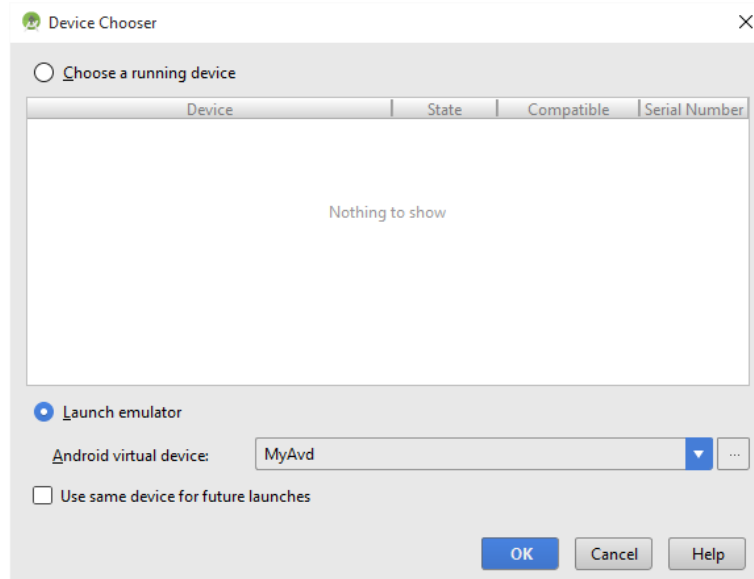 Device Chooser
Choose a running device
Device State Compatible Serial Number
Nothing to show
Launch emulator
Android virtual device: MyAvd ...
Use same device for future launches
OK Cancel Help